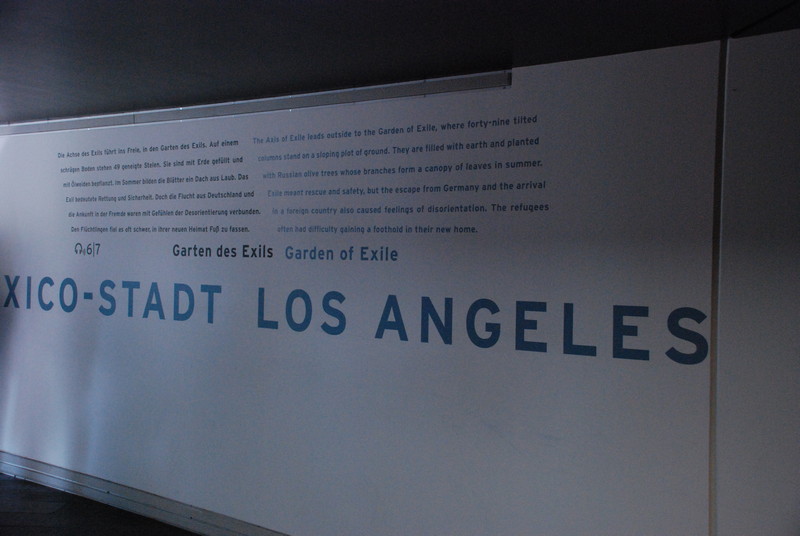 Die Achse des Exils führt ins Freie, in den Garten des Exils. Auf einem
schrägen Boden stehen 49 geneigte Stelen. Sie sind mit Erde gefüllt und
mit Ölweiden bepflanzt. Im Sommer bilden die Blätter ein Dach aus Laub. Das
Exil bedeutete Rettung und Sicherheit. Doch die Flucht aus Deutschland und
die Ankunft in der Fremde waren mit Gefühlen der Desorientierung verbunden.
Den Flüchtlingen fiel es oft schwer, in ihrer neuen Heimat Fuß zu fassen.
The Axis of Exile leads outside to the Garden of Exile, where forty-nine tilted
columns stand on a sloping plot of ground. They are filled with earth and planted
with Russian olive trees whose branches form a canopy of leaves in summer.
Exile meant rescue and safety, but the escape from Germany and the arrival
in a foreign country also caused feelings of disorientation. The refugees
often had difficulty gaining a foothold in their new home.
6|7
Garten des Exils Garden of Exile
XICO-STADT LOS ANGELES